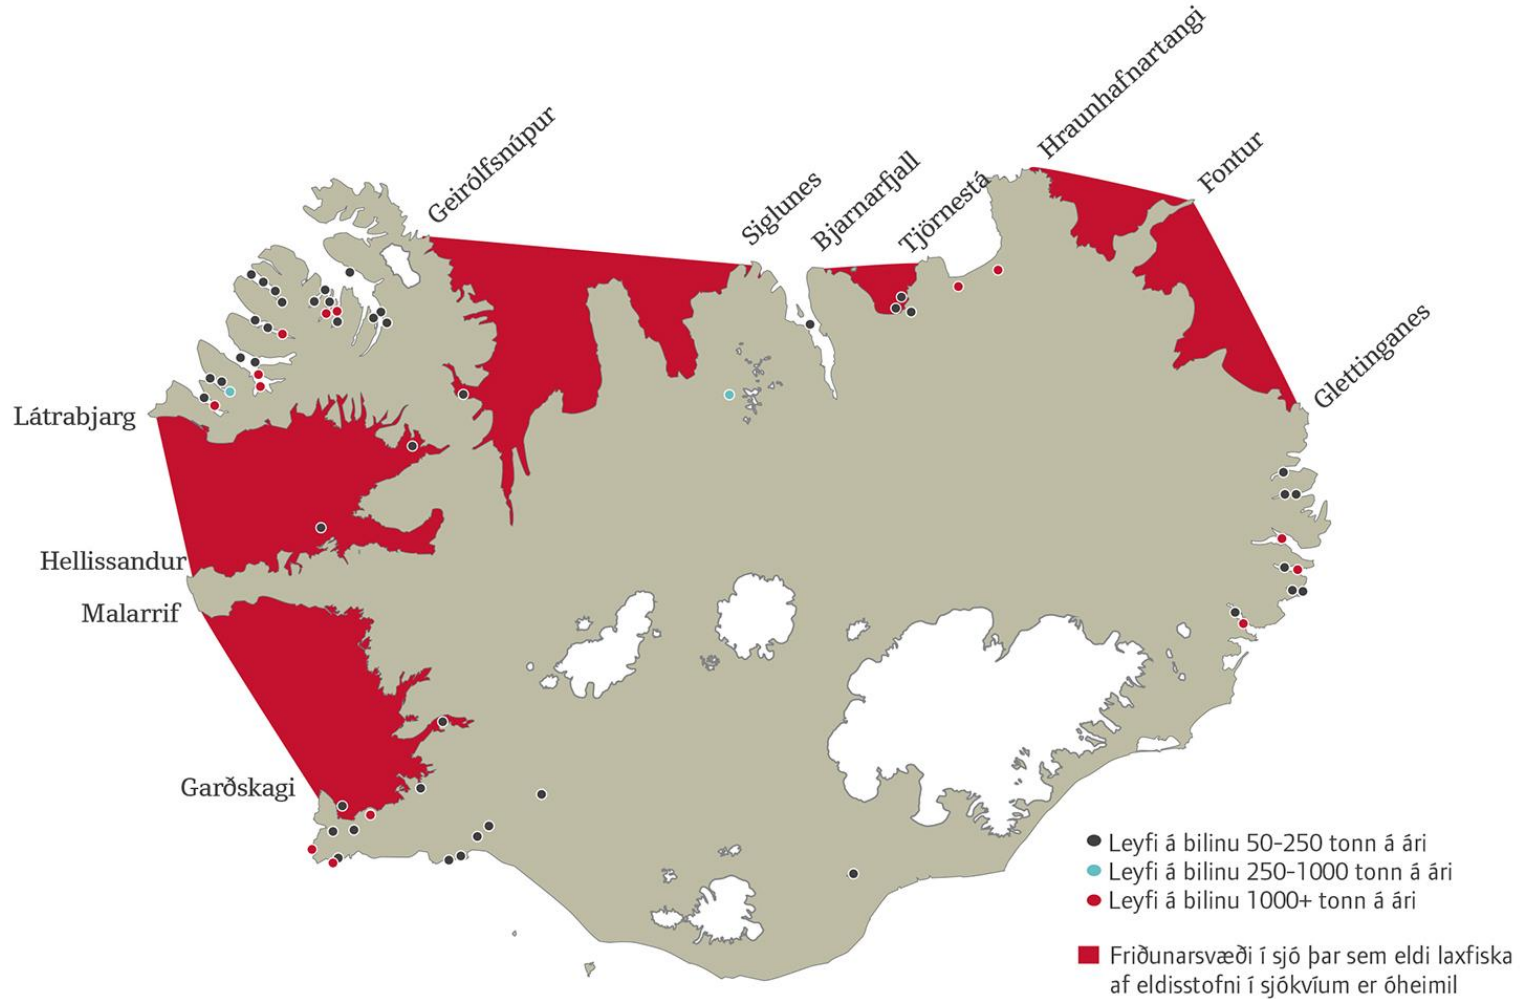 Hraunhafnartangi
Geirólfsnúpur
Siglunes
Bjarnarfjall
Tjörnestá
Fontur
Glettinganes
Látrabjarg
Hellissandur
Malarrif
Garðskagi
Leyfi á bilinu 50-250 tonn á ári
Leyfi á bilinu 250-1000 tonn á ári
Leyfi á bilinu 1000+ tonn á ári
Friðunarsvæði í sjó þar sem eldi laxfiska
af eldisstofni í sjókvíum er óheimil